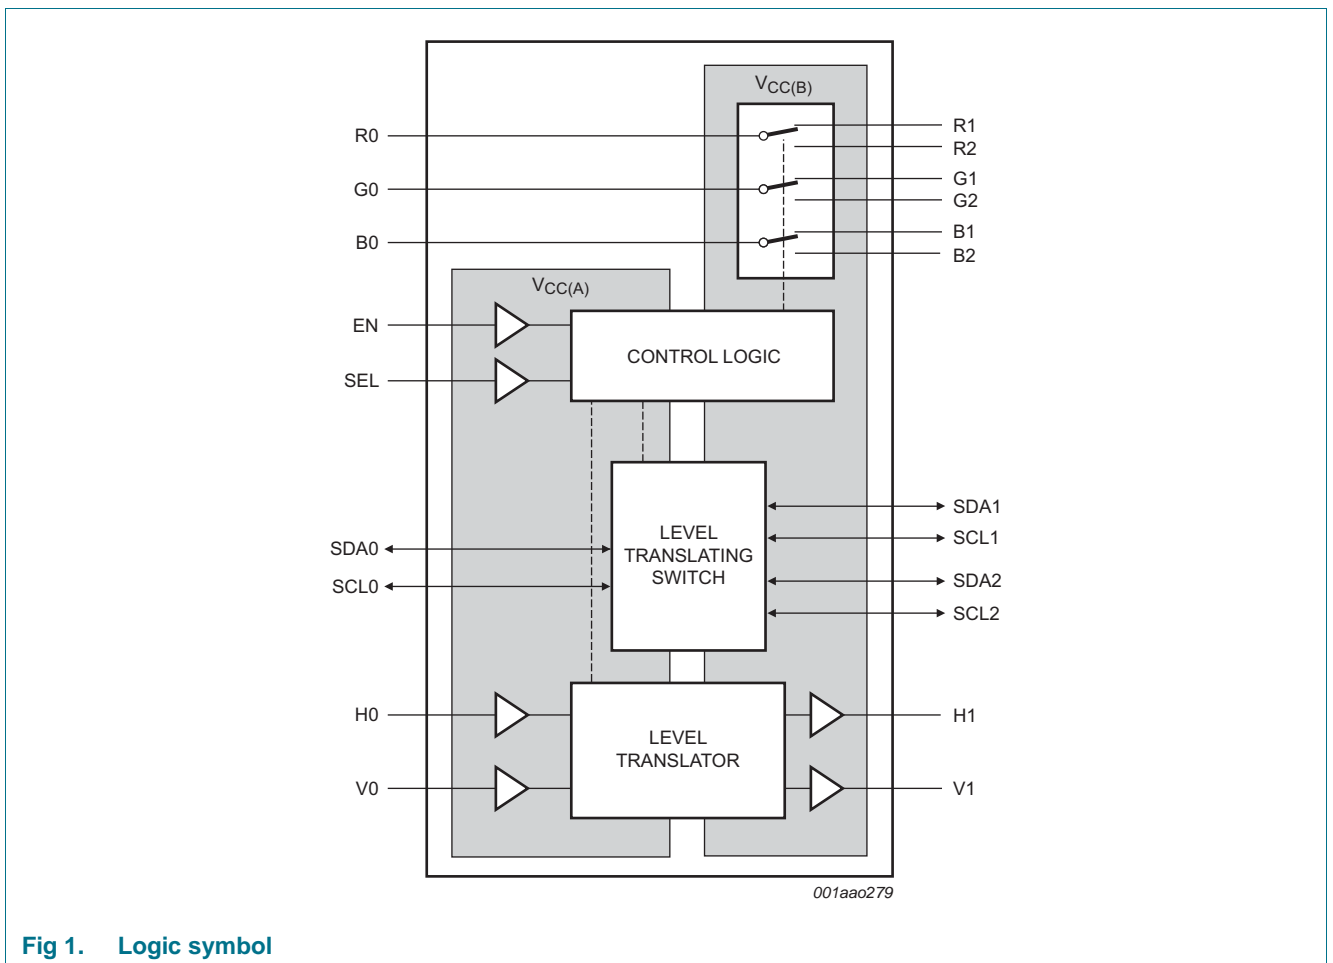 VCC(B)
R0
R1
R2
G0
G1
G2
B0
B1
B2
VCC(A)
EN
CONTROL LOGIC
SEL
SDA0
SCL0
LEVEL
TRANSLATING
SWITCH
SDA1
SCL1
SDA2
SCL2
H0
H1
LEVEL
TRANSLATOR
V0
V1
001aao279
Fig 1. Logic symbol